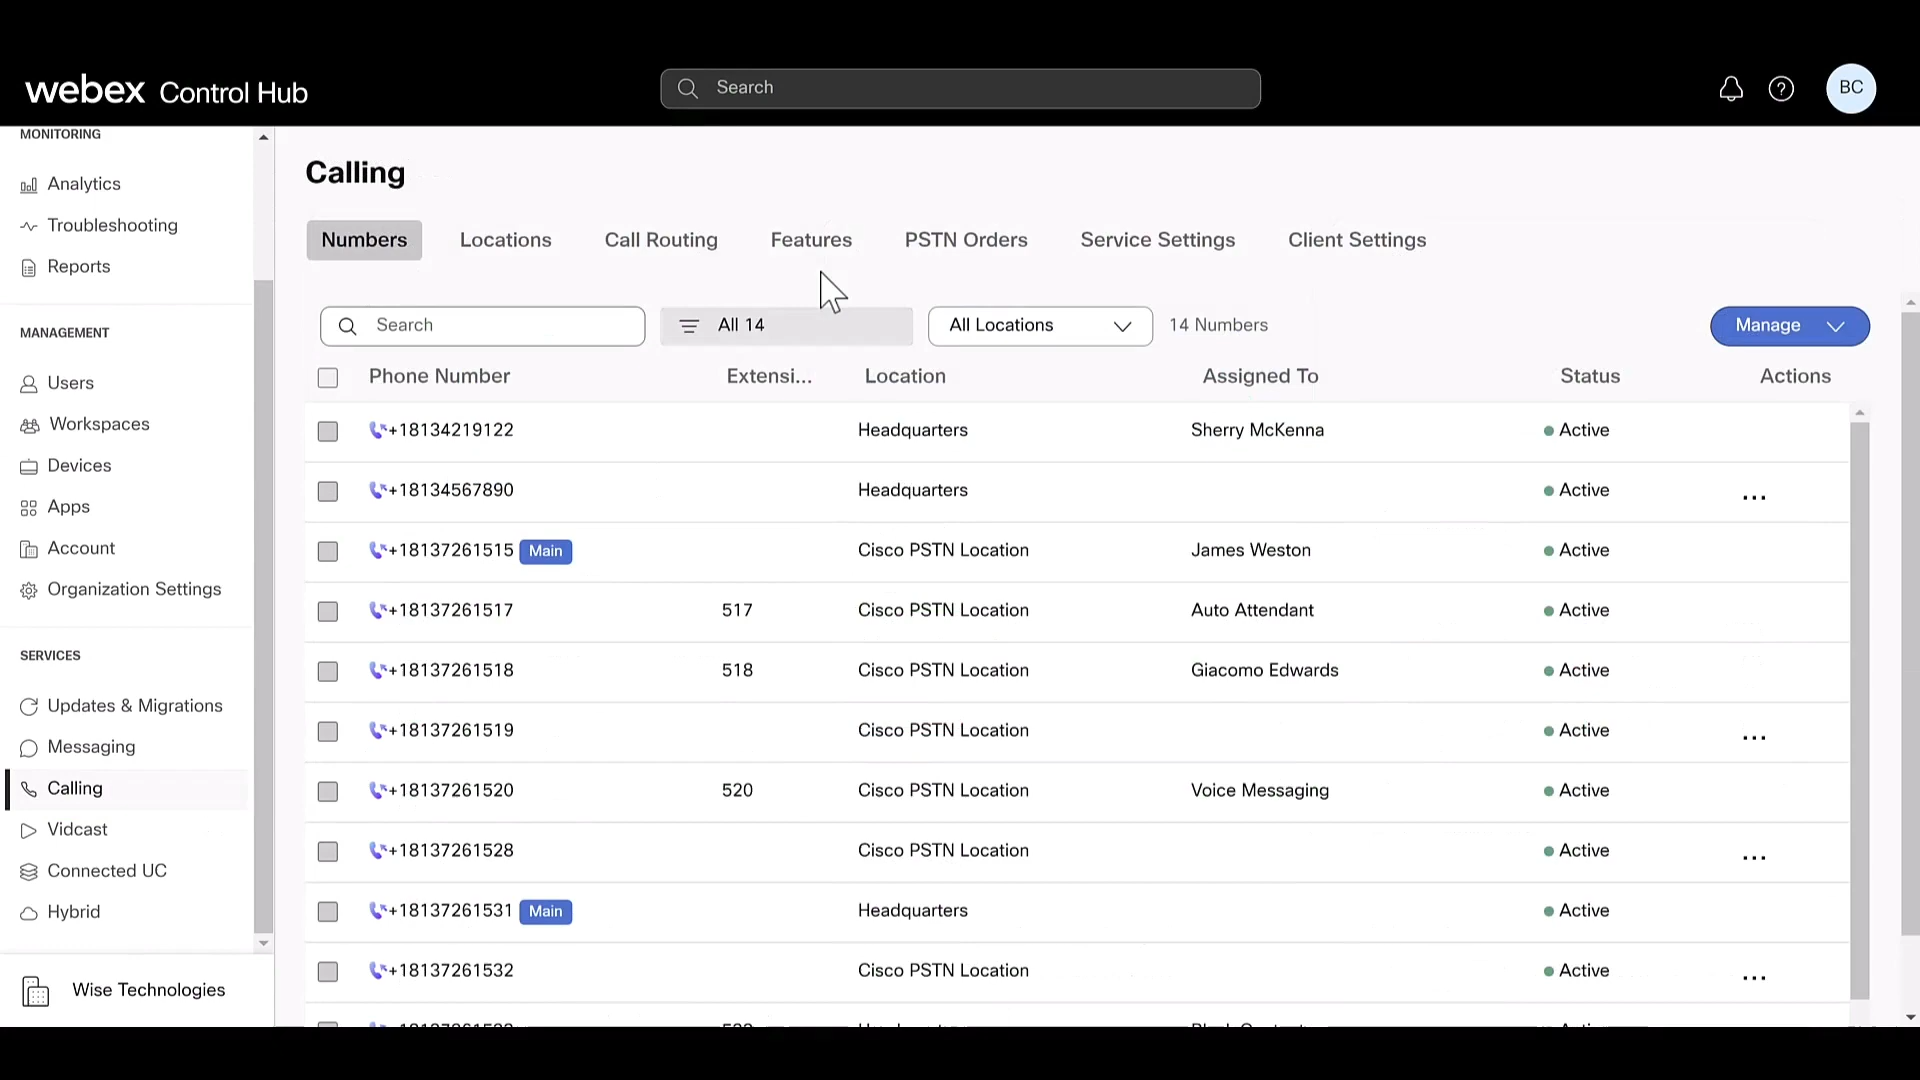 webex Control Hub
Search
BC
MONITORING
Analytics
Troubleshooting
Reports
MANAGEMENT
Users
Workspaces
Devices
Apps
Account
Organization Settings
SERVICES
Updates & Migrations
Messaging
Calling
Vidcast
Connected UC
Hybrid
Wise Technologies
Calling
Numbers Locations Call Routing Features PSTN Orders Service Settings Client Settings
Search All 14 All Locations 14 Numbers Manage
Phone Number Extensi... Location Assigned To Status Actions
+18134219122 Headquarters Sherry McKenna Active
+18134567890 Headquarters Active ...
+18137261515 Main Cisco PSTN Location James Weston Active
+18137261517 517 Cisco PSTN Location Auto Attendant Active
+18137261518 518 Cisco PSTN Location Giacomo Edwards Active
+18137261519 Cisco PSTN Location Active ...
+18137261520 520 Cisco PSTN Location Voice Messaging Active
+18137261528 Cisco PSTN Location Active ...
+18137261531 Main Headquarters Active
+18137261532 Cisco PSTN Location Active ...